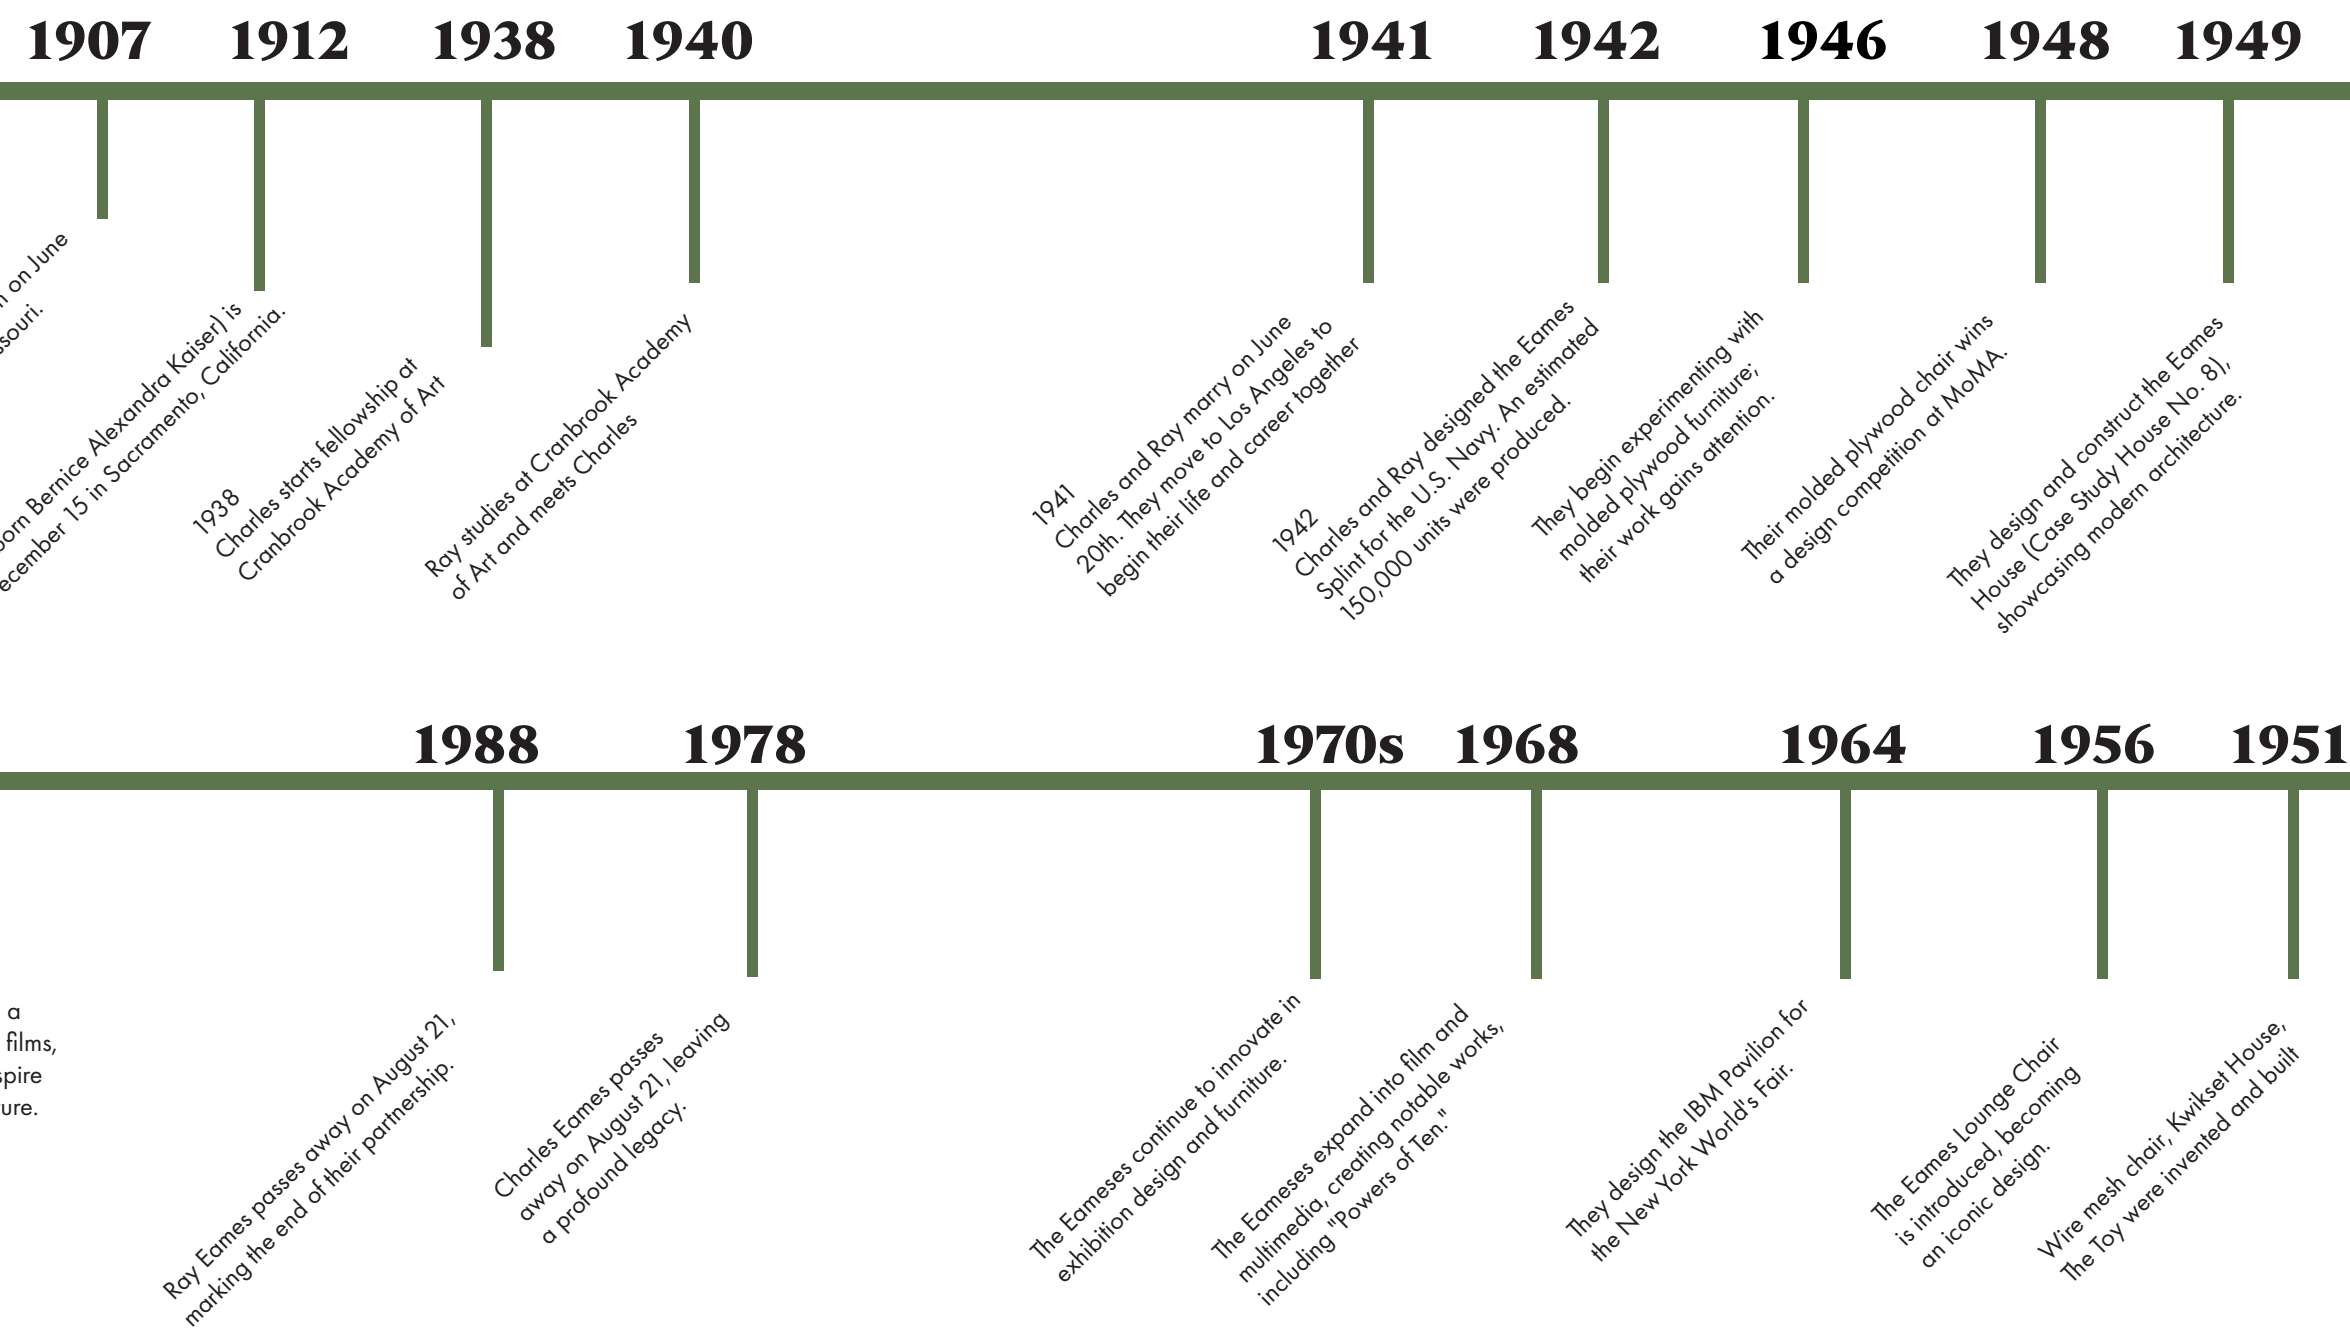 1907 1912 1938 1940 1941 1942 1946 1948 1949
on June
born Bernice Alexandra Kaiser) is
15 in Sacramento, California.
1938
Charles starts fellowship at
Cranbrook Academy of Art
Ray studies at Cranbrook Academy
of Art and meets Charles
1941
Charles and Ray marry on June
20th. They move to Los Angeles to
begin their life and career together
1942
Charles and Ray designed the Eames
Splint for the U.S. Navy. An estimated
150,000 units were produced.
They begin experimenting with
molded plywood furniture;
their work gains attention.
Their molded plywood chair wins
a design competition at MoMA.
They design and construct the Eames
House (Case Study House No. 8),
showcasing modern architecture.
1988 1978 1970s 1968 1964 1956 1951
a
films,
Ray Eames passes away on August 21,
marking the end of their partnership.
Charles Eames passes
away on August 21, leaving
a profound legacy.
The Eameses continue to innovate in
exhibition design and furniture.
The Eameses expand into film and
multimedia, creating notable works,
including "Powers of Ten."
They design the IBM Pavilion for
the New York World's Fair.
The Eames Lounge Chair
is introduced, becoming
an iconic design.
Wire mesh chair, Kwikset House,
The Toy were invented and built